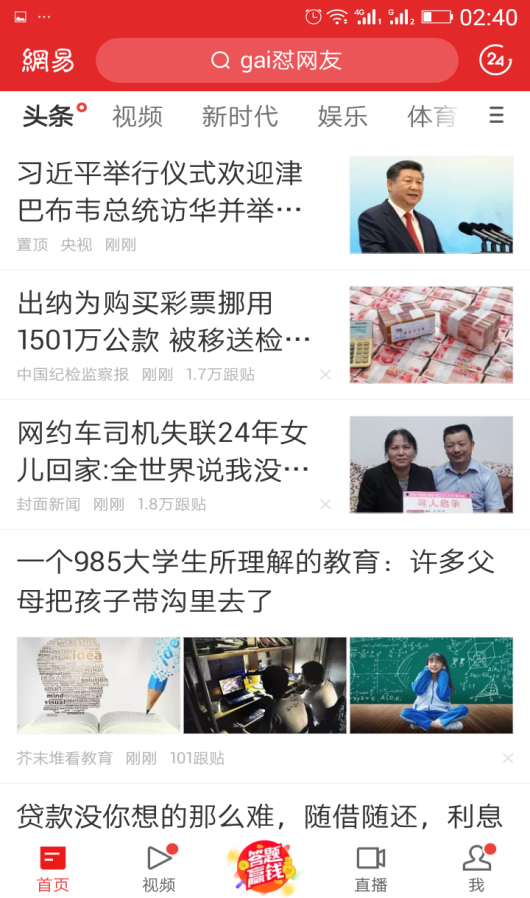 4G 1 G 2 02:40
網易 gai怼网友 24
头条 视频 新时代 娱乐 体育
习近平举行仪式欢迎津
巴布韦总统访华并举…
置顶 央视 刚刚
出纳为购买彩票挪用
1501万公款 被移送检…
中国纪检监察报 刚刚 1.7万跟贴
网约车司机失联24年女
儿回家:全世界说我没…
封面新闻 刚刚 1.8万跟贴
寻人启示
一个985大学生所理解的教育：许多父
母把孩子带沟里去了
idea
芥末堆看教育 刚刚 101跟贴
贷款没你想的那么难，随借随还，利息
答题
赢钱
首页 视频 直播 我